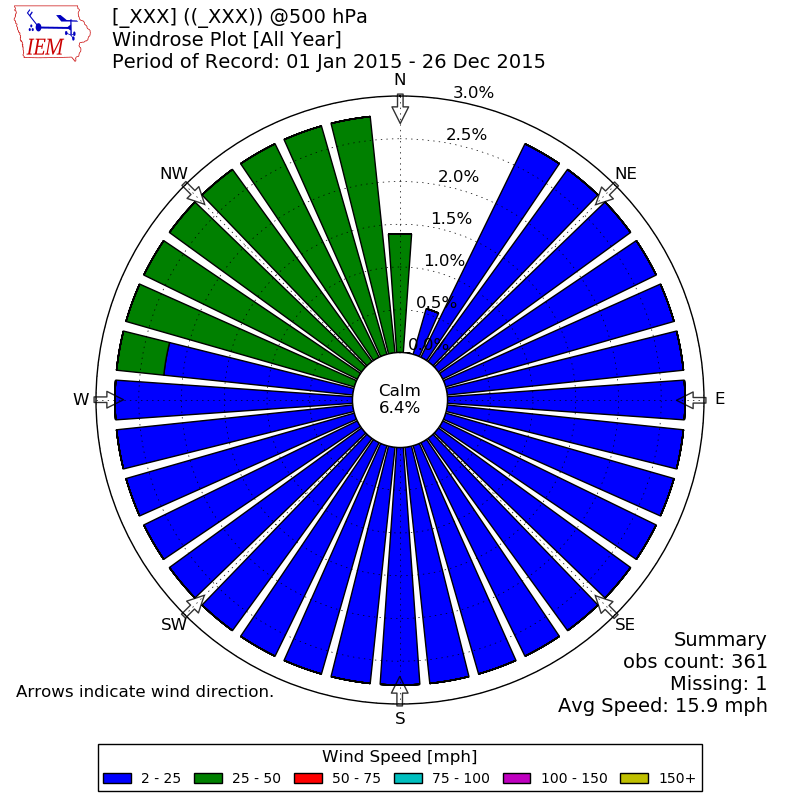 IEM
[_XXX] ((_XXX)) @500 hPa
Windrose Plot [All Year]
Period of Record: 01 Jan 2015 - 26 Dec 2015
N
3.0%
2.5%
NW
NE
2.0%
1.5%
1.0%
0.5%
W
Calm
6.4%
E
SW
SE
S
Summary
obs count: 361
Missing: 1
Avg Speed: 15.9 mph
Arrows indicate wind direction.
Wind Speed [mph]
2 - 25 25 - 50 50 - 75 75 - 100 100 - 150 150+